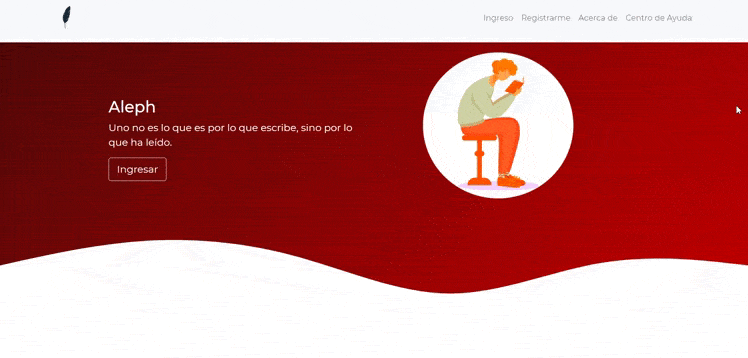 Ingreso Registrarme Acerca de Centro de Ayuda
Aleph
Uno no es lo que es por lo que escribe, sino por lo
que ha leído.
Ingresar